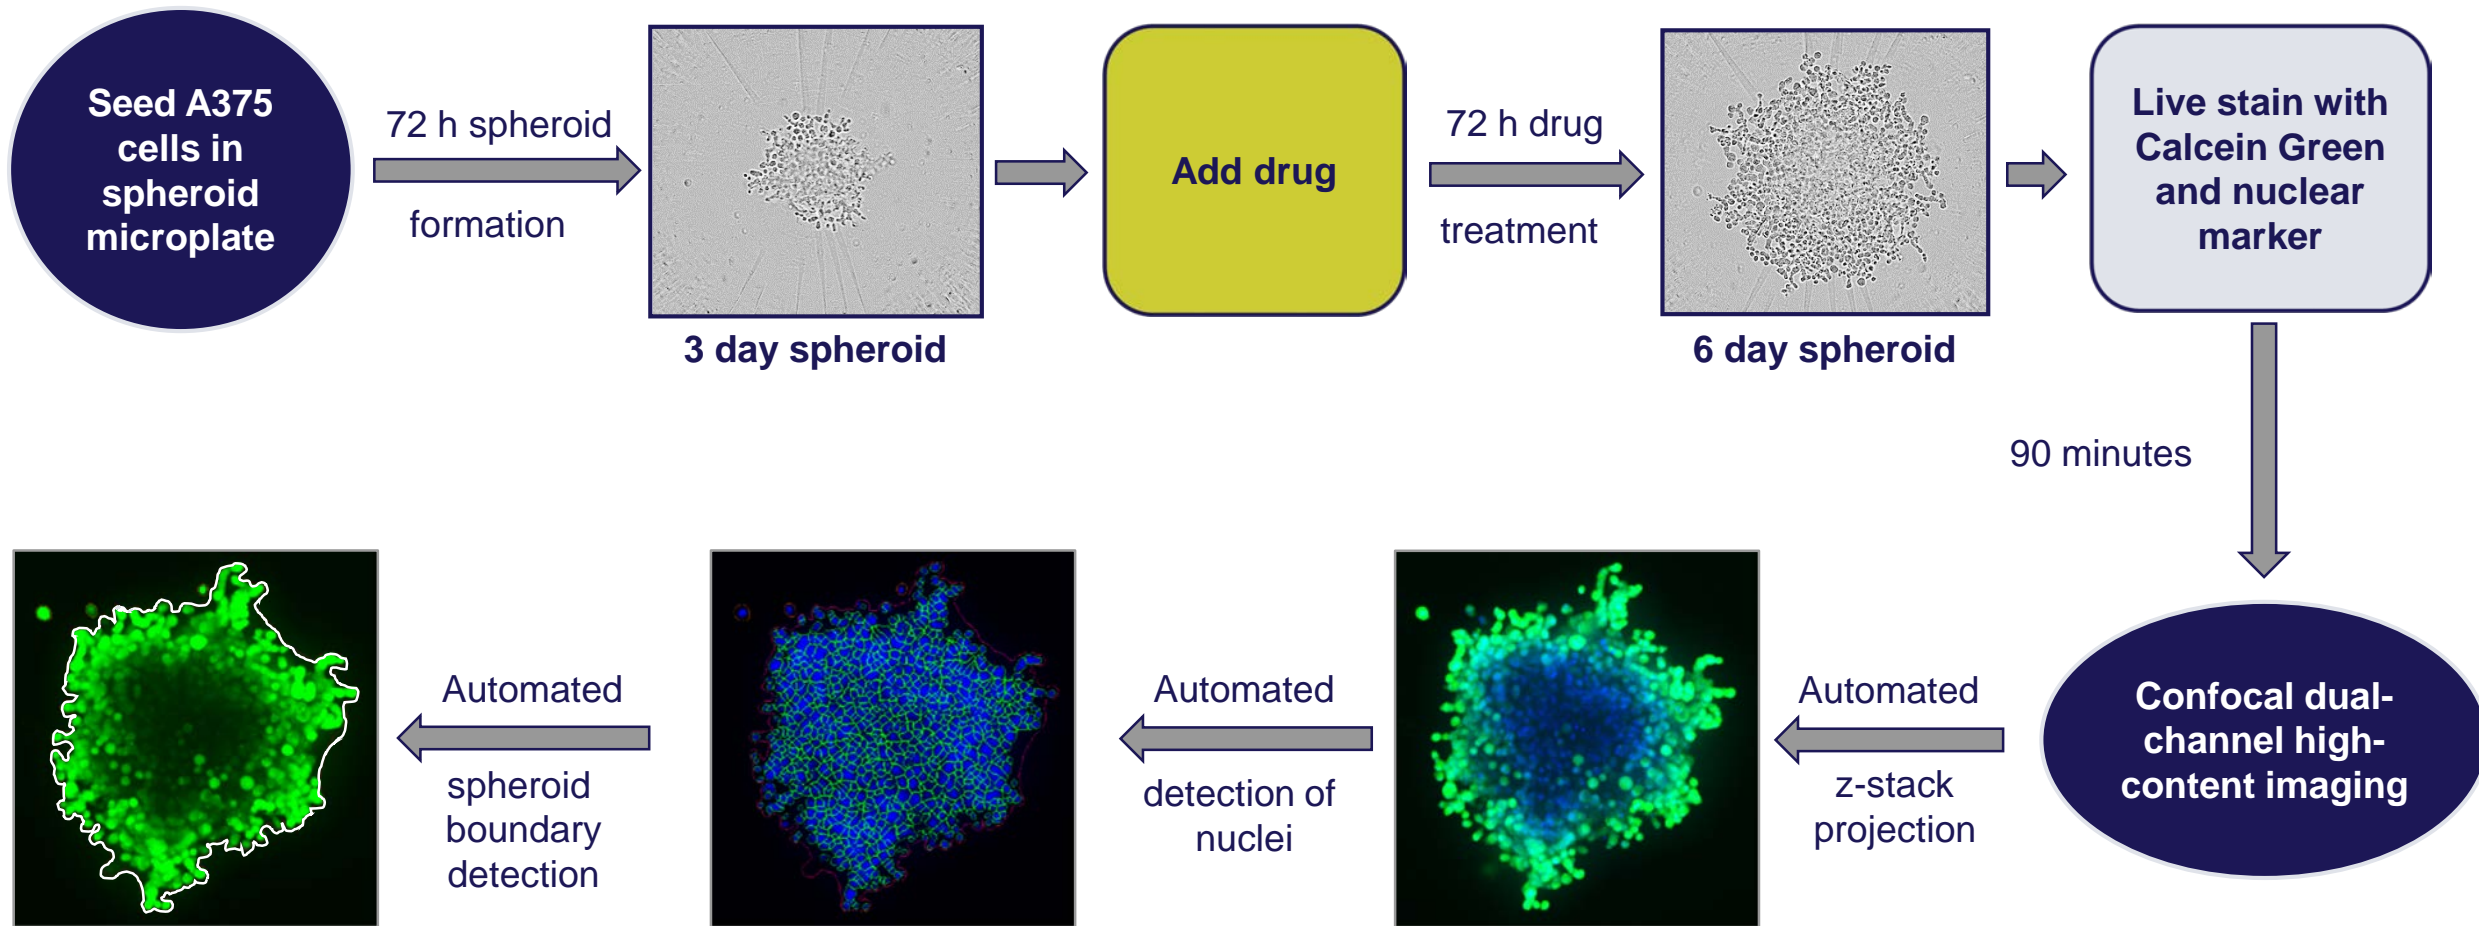 Seed A375
cells in
spheroid
microplate
72 h spheroid
formation
3 day spheroid
Add drug
72 h drug
treatment
6 day spheroid
Live stain with
Calcein Green
and nuclear
marker
90 minutes
Confocal dual-
channel high-
content imaging
Automated
z-stack
projection
Automated
detection of
nuclei
Automated
spheroid
boundary
detection